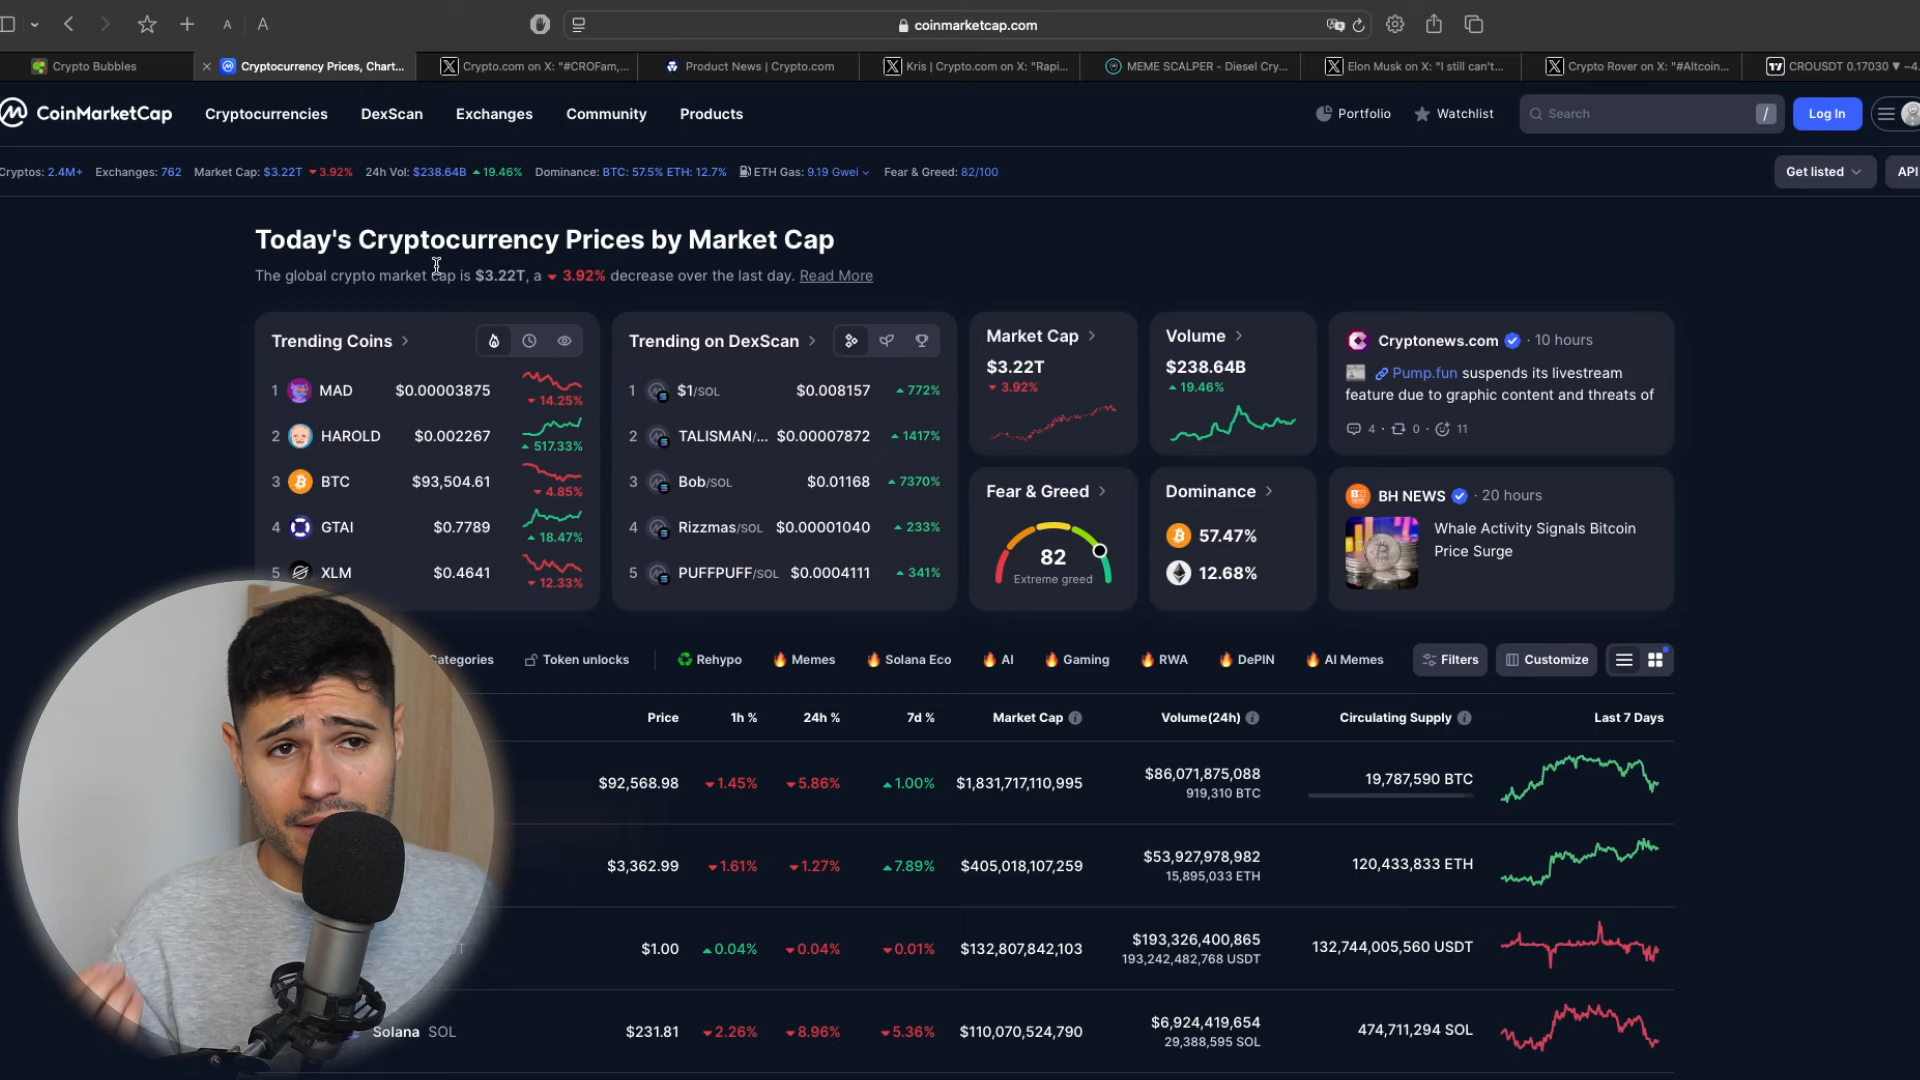 coinmarketcap.com
Crypto Bubbles
Cryptocurrency Prices, Chart...
Crypto.com on X: "#CROFam,...
Product News | Crypto.com
Kris | Crypto.com on X: "Rapi...
MEME SCALPER - Diesel Cry...
Elon Musk on X: "I still can't...
Crypto Rover on X: "#Altcoin...
CROUSDT 0.17030 ▼ −4.
CoinMarketCap
Cryptocurrencies
DexScan
Exchanges
Community
Products
Portfolio
Watchlist
Search
/
Log In
Cryptos: 2.4M+ Exchanges: 762 Market Cap: $3.22T 3.92% 24h Vol: $238.64B 19.46% Dominance: BTC: 57.5% ETH: 12.7% ETH Gas: 9.19 Gwei Fear & Greed: 82/100
Get listed
API
Today's Cryptocurrency Prices by Market Cap
The global crypto market cap is $3.22T, a 3.92% decrease over the last day. Read More
Trending Coins
1 MAD $0.00003875 14.25%
2 HAROLD $0.002267 517.33%
3 BTC $93,504.61 4.85%
4 GTAI $0.7789 18.47%
5 XLM $0.4641 12.33%
Trending on DexScan
1 $1/SOL $0.008157 772%
2 TALISMAN/... $0.00007872 1417%
3 Bob/SOL $0.01168 7370%
4 Rizzmas/SOL $0.00001040 233%
5 PUFFPUFF/SOL $0.0004111 341%
Market Cap
$3.22T
3.92%
Volume
$238.64B
19.46%
Fear & Greed
82
Extreme greed
Dominance
57.47%
12.68%
Cryptonews.com · 10 hours
Pump.fun suspends its livestream
feature due to graphic content and threats of
4 · 0 · 11
BH NEWS · 20 hours
Whale Activity Signals Bitcoin
Price Surge
Categories
Token unlocks
Rehypo
Memes
Solana Eco
AI
Gaming
RWA
DePIN
AI Memes
Filters
Customize
Price 1h % 24h % 7d % Market Cap Volume(24h) Circulating Supply Last 7 Days
$92,568.98 1.45% 5.86% 1.00% $1,831,717,110,995 $86,071,875,088 19,787,590 BTC
919,310 BTC
$3,362.99 1.61% 1.27% 7.89% $405,018,107,259 $53,927,978,982 120,433,833 ETH
15,895,033 ETH
$1.00 0.04% 0.04% 0.01% $132,807,842,103 $193,326,400,865 132,744,005,560 USDT
193,242,482,768 USDT
Solana SOL $231.81 2.26% 8.96% 5.36% $110,070,524,790 $6,924,419,654 474,711,294 SOL
29,388,595 SOL